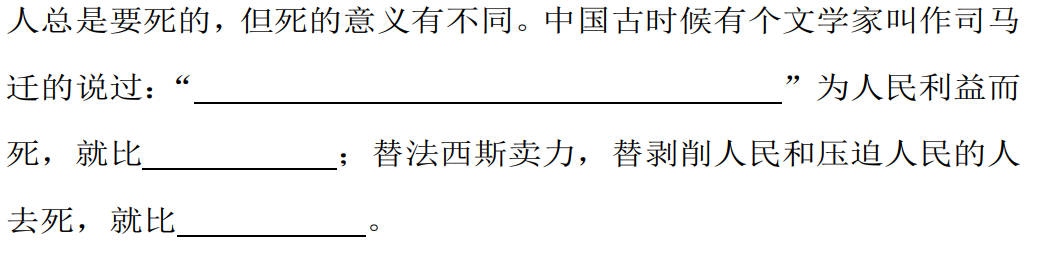 人总是要死的，但死的意义有不同。中国古时候有个文学家叫作司马
迁的说过：“____________________”为人民利益而
死，就比__________；替法西斯卖力，替剥削人民和压迫人民的人
去死，就比__________。